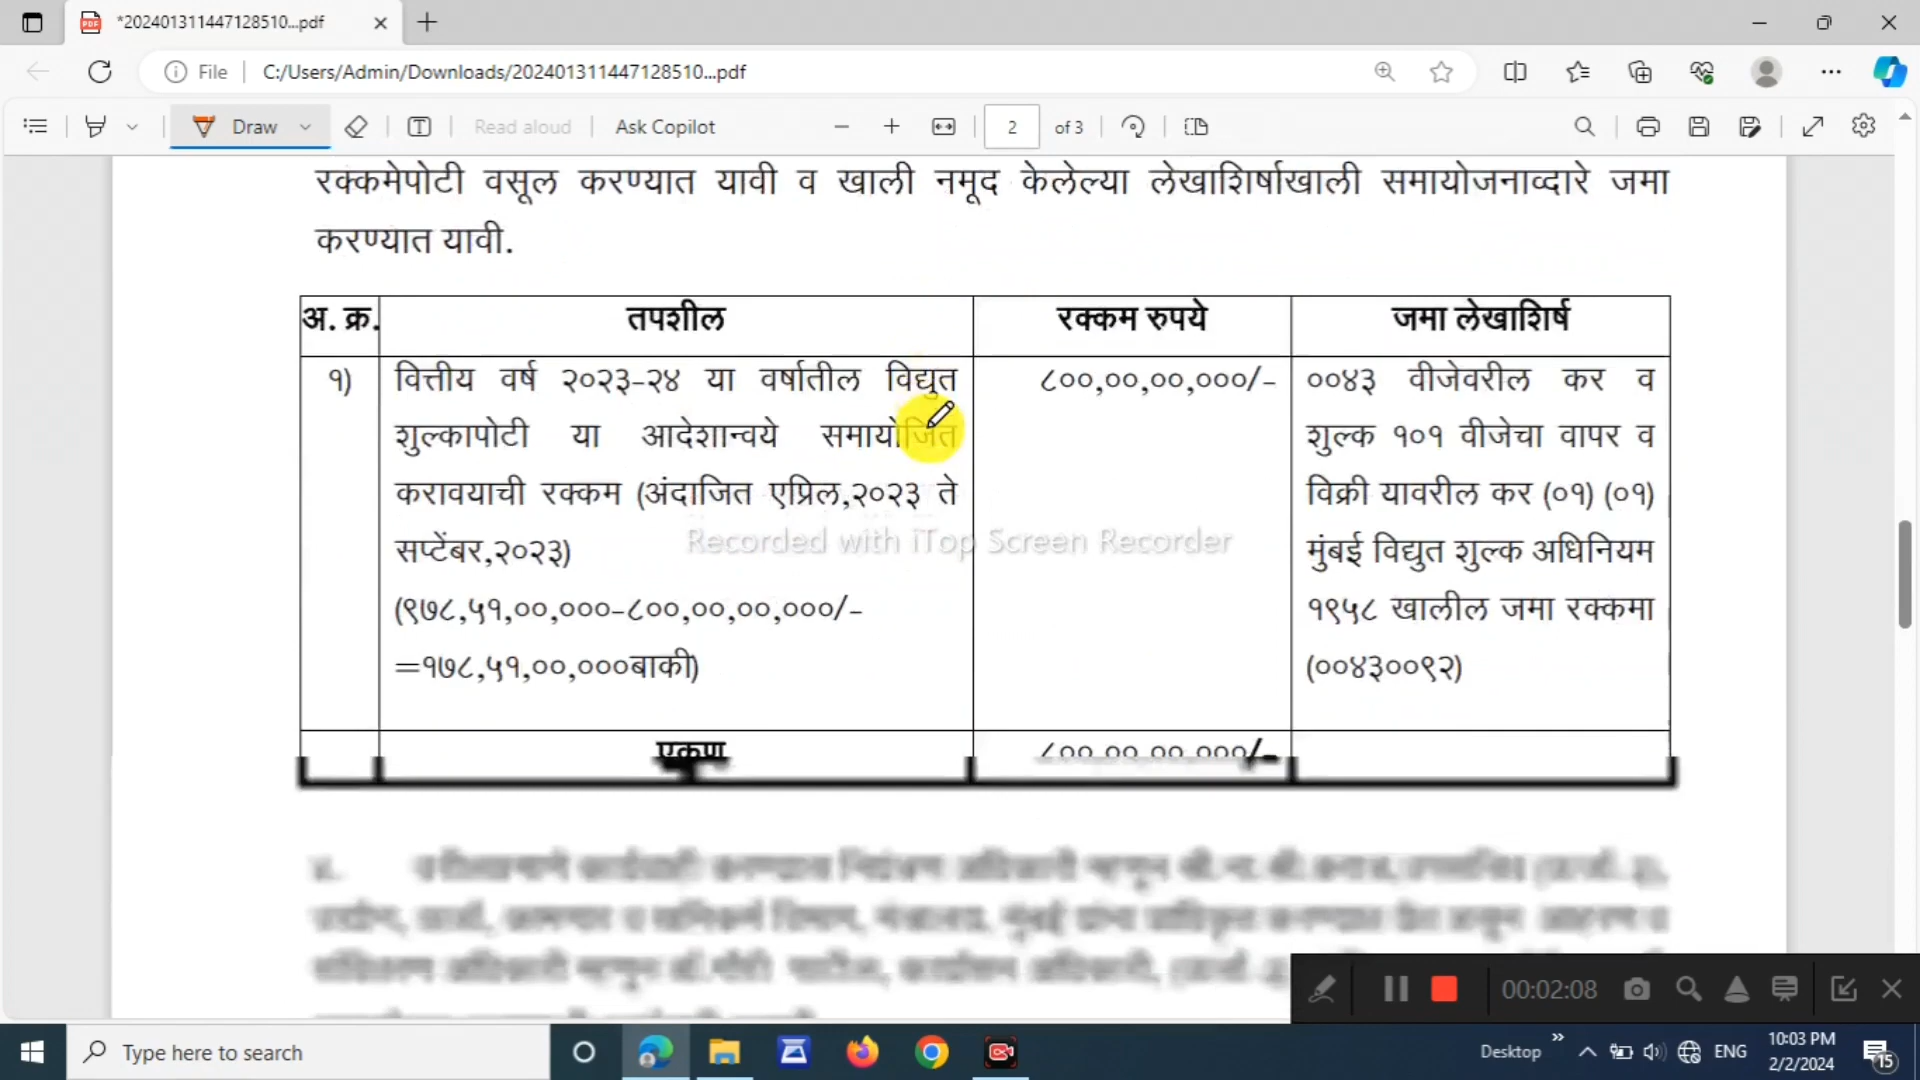 *202401311447128510...pdf
File
C:/Users/Admin/Downloads/202401311447128510...pdf
Draw
Read aloud
Ask Copilot
2
of 3
रक्कमेपोटी वसूल करण्यात यावी व खाली नमूद केलेल्या लेखाशिर्षाखाली समायोजनाव्दारे जमा
करण्यात यावी.
अ. क्र.
तपशील
रक्कम रुपये
जमा लेखाशिर्ष
१)
वित्तीय वर्ष २०२३-२४ या वर्षातील विद्युत
शुल्कापोटी या आदेशान्वये समायोजित
करावयाची रक्कम (अंदाजित एप्रिल,२०२३ ते
सप्टेंबर,२०२३)
(९७८,५१,००,०००-८००,००,००,०००/-
=१७८,५१,००,०००बाकी)
८००,००,००,०००/-
००४३ वीजेवरील कर व
शुल्क १०१ वीजेचा वापर व
विक्री यावरील कर (०१) (०१)
मुंबई विद्युत शुल्क अधिनियम
१९५८ खालील जमा रक्कमा
(००४३००९२)
एकूण
८००,००,००,०००/-
Recorded with iTop Screen Recorder
00:02:08
Type here to search
Desktop
ENG
10:03 PM
2/2/2024
15